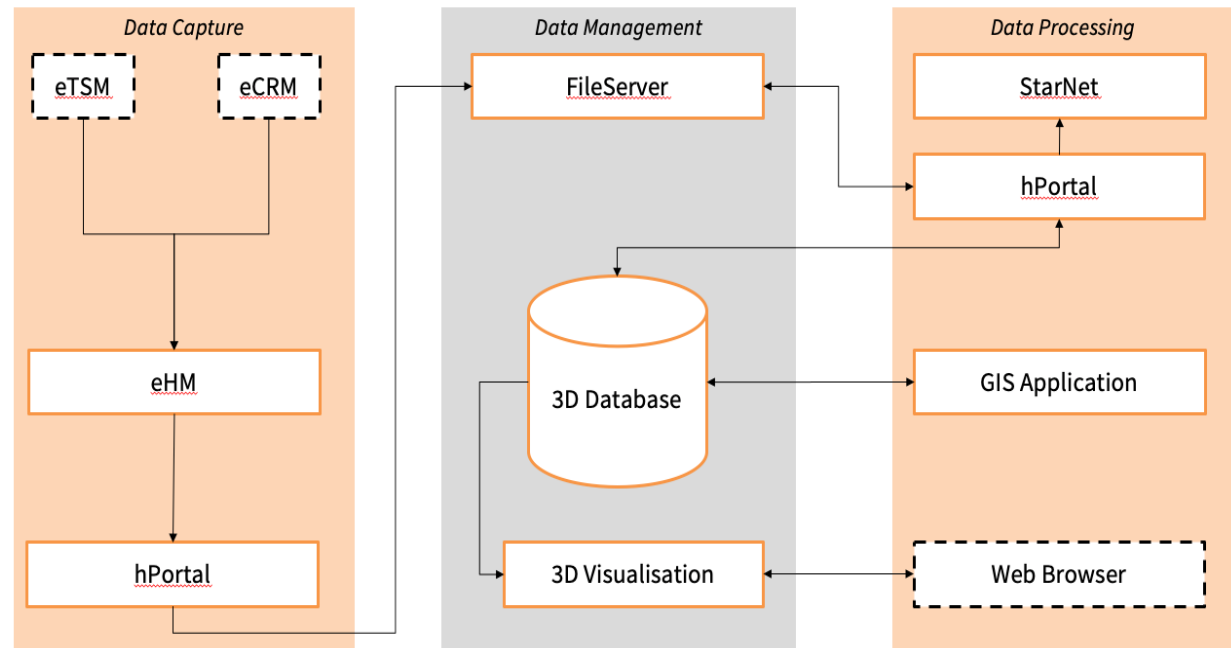 Data Capture
eTSM
eCRM
eHM
hPortal
Data Management
FileServer
3D Database
3D Visualisation
Data Processing
StarNet
hPortal
GIS Application
Web Browser